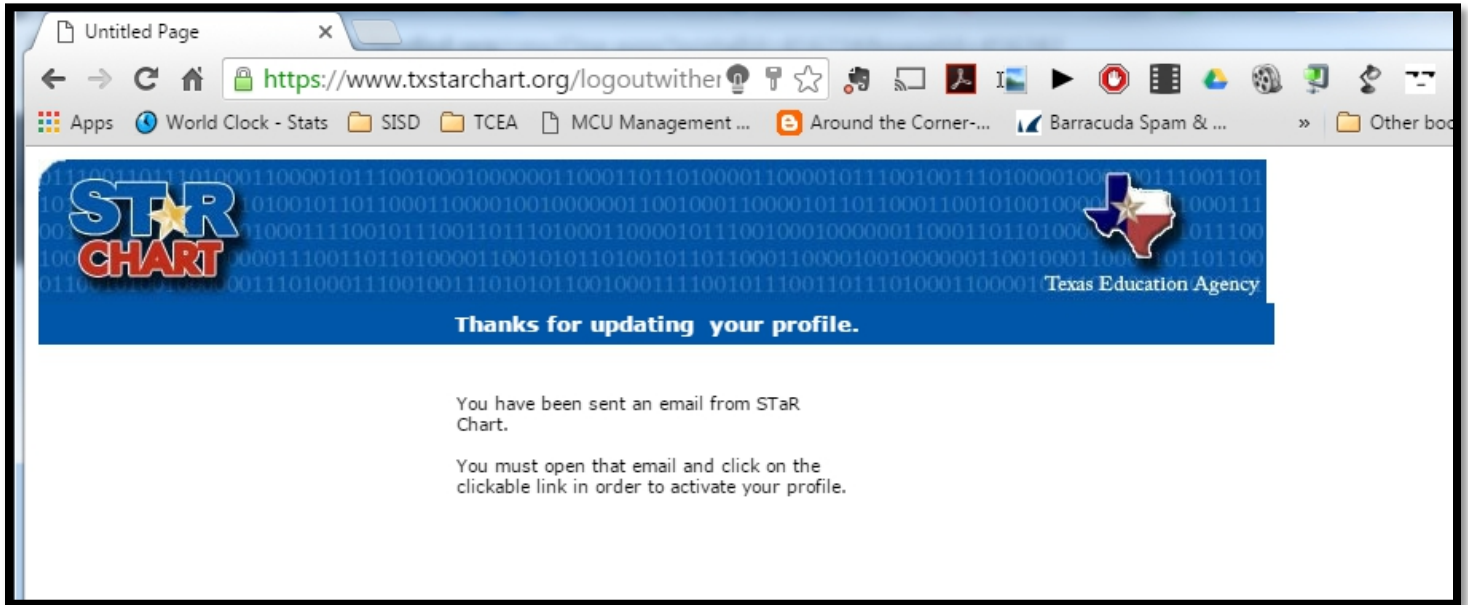 Untitled Page
https://www.txstarchart.org/logoutwither
Apps World Clock - Stats SISD TCEA MCU Management ... Around the Corner-... Barracuda Spam & ... » Other boo
STaR
CHART
Texas Education Agency
Thanks for updating your profile.
You have been sent an email from STaR
Chart.
You must open that email and click on the
clickable link in order to activate your profile.